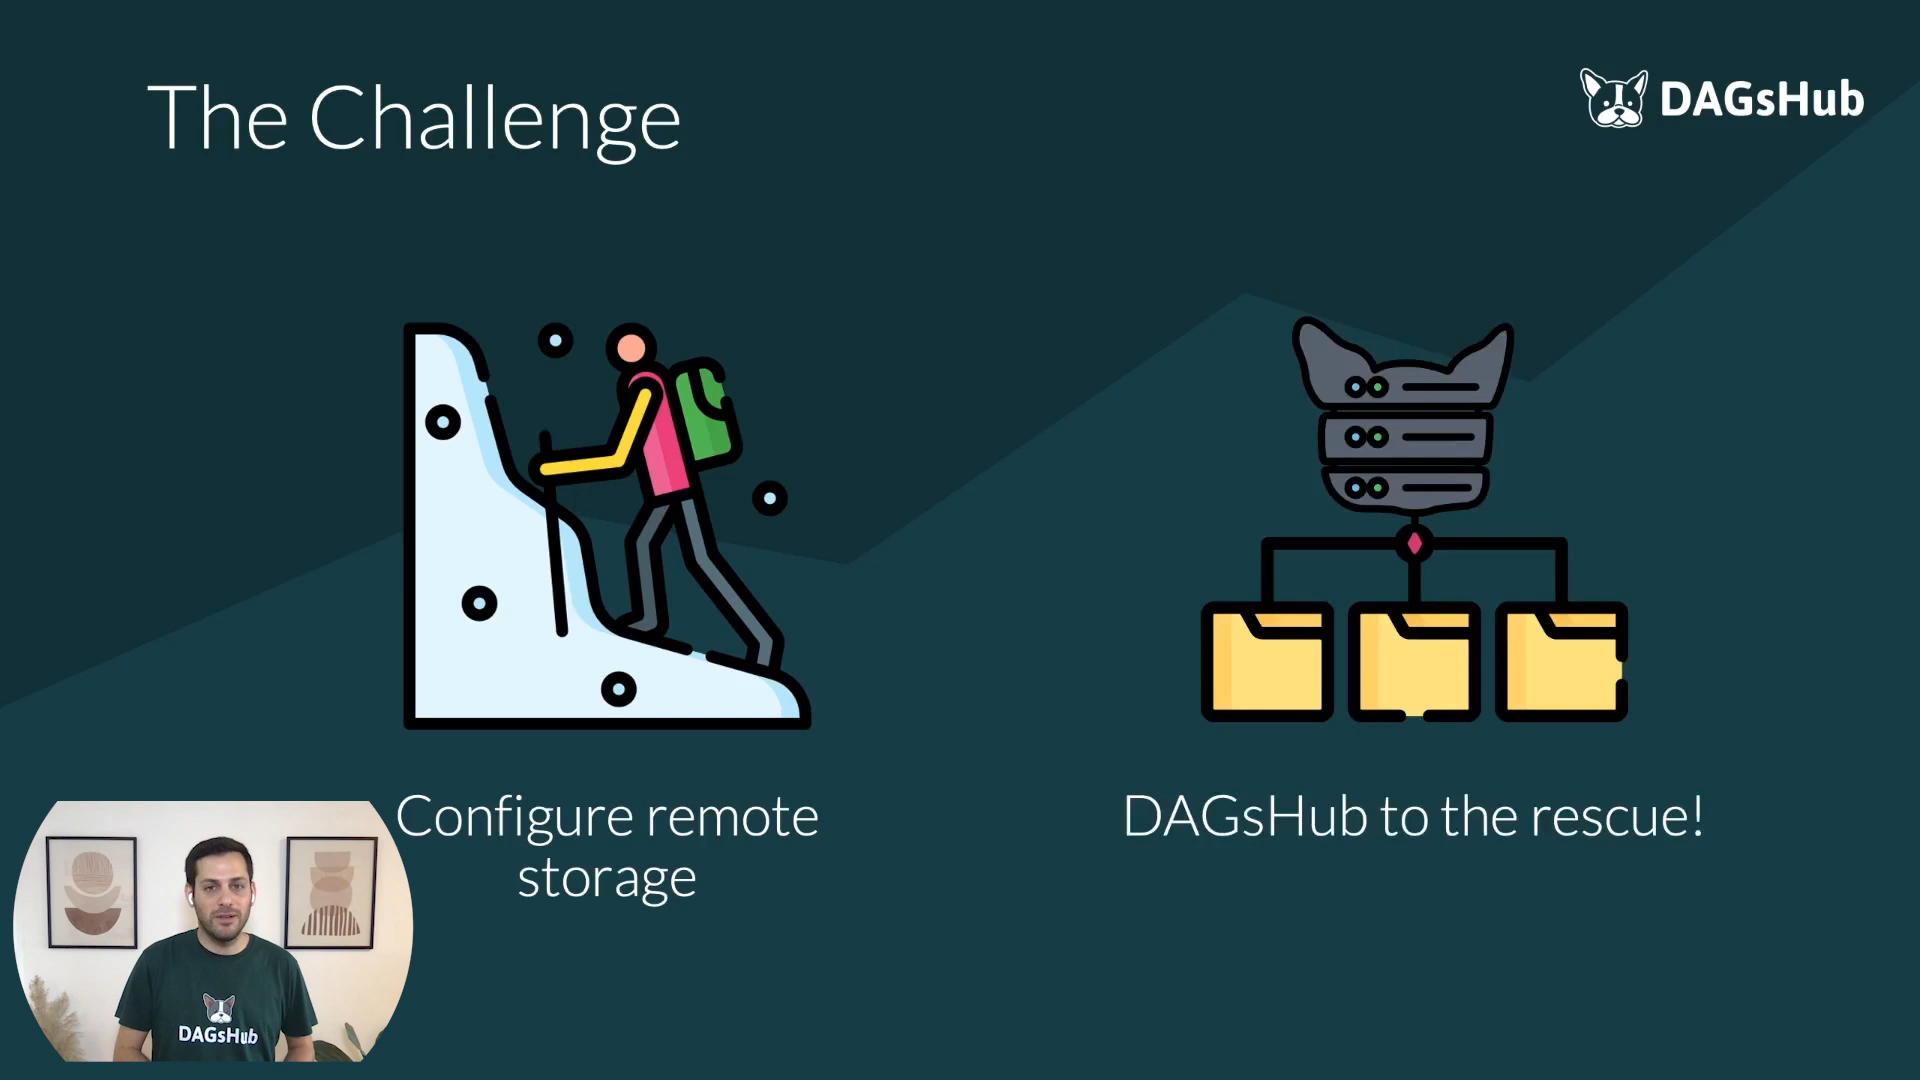 The Challenge
DAGsHub
Configure remote
storage
DAGsHub to the rescue!
DAGsHub